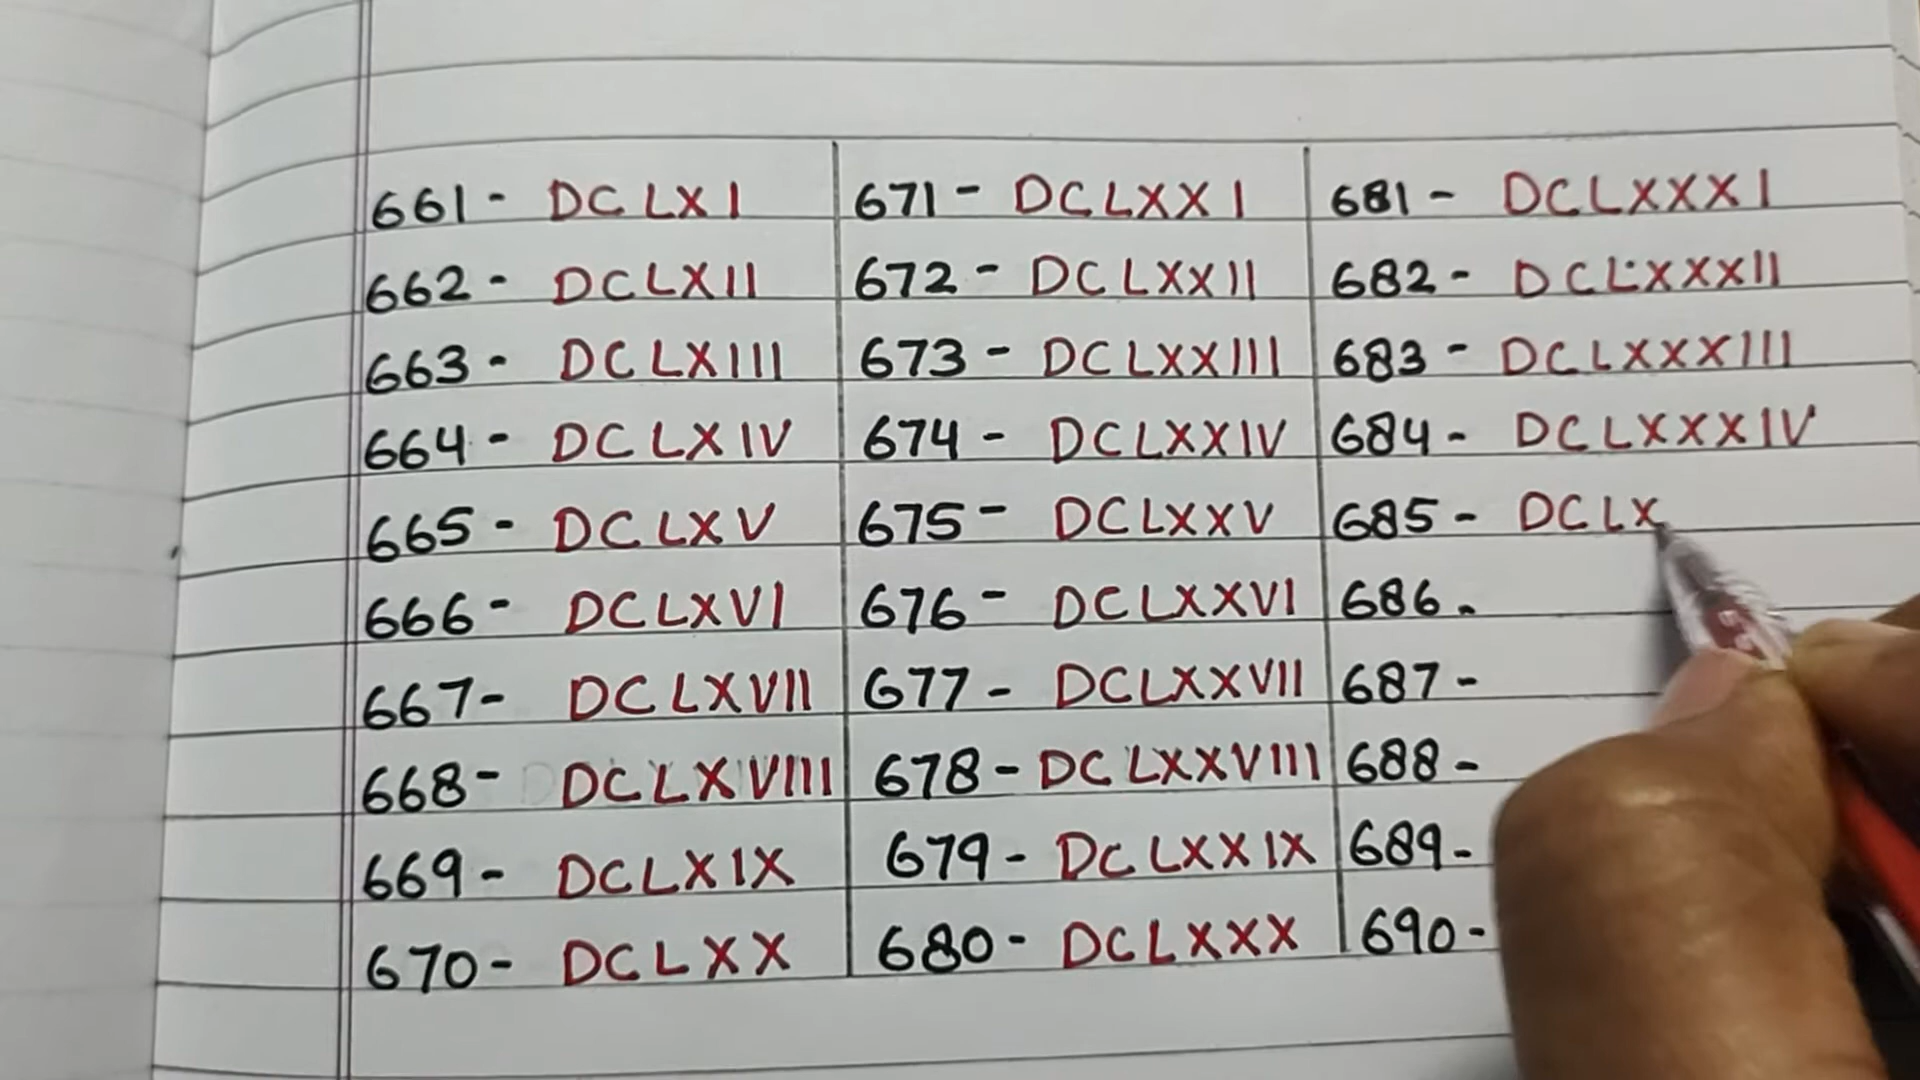 661 - DCLXI
662 - DCLXII
663 - DCLXIII
664 - DCLXIV
665 - DCLXV
666 - DCLXVI
667 - DCLXVII
668 - DCLXVIII
669 - DCLXIX
670 - DCLXX
671 - DCLXXI
672 - DCLXXII
673 - DCLXXIII
674 - DCLXXIV
675 - DCLXXV
676 - DCLXXVI
677 - DCLXXVII
678 - DCLXXVIII
679 - DCLXXIX
680 - DCLXXX
681 - DCLXXXI
682 - DCLXXXII
683 - DCLXXXIII
684 - DCLXXXIV
685 - DCLX
686 -
687 -
688 -
689 -
690 -